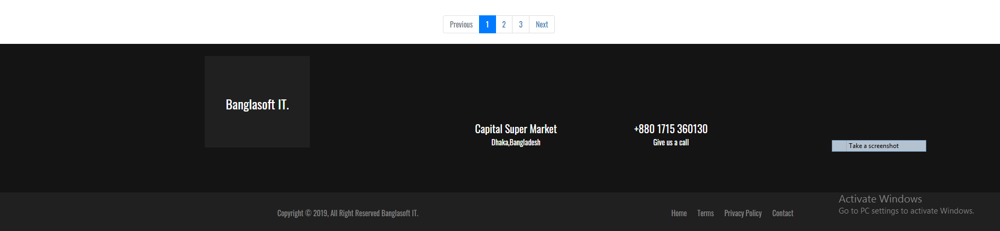 Previous 1 2 3 Next
Banglasoft IT.
Capital Super Market
Dhaka,Bangladesh
+880 1715 360130
Give us a call
Take a screenshot
Copyright © 2019, All Right Reserved Banglasoft IT.
Home Terms Privacy Policy Contact
Activate Windows
Go to PC settings to activate Windows.